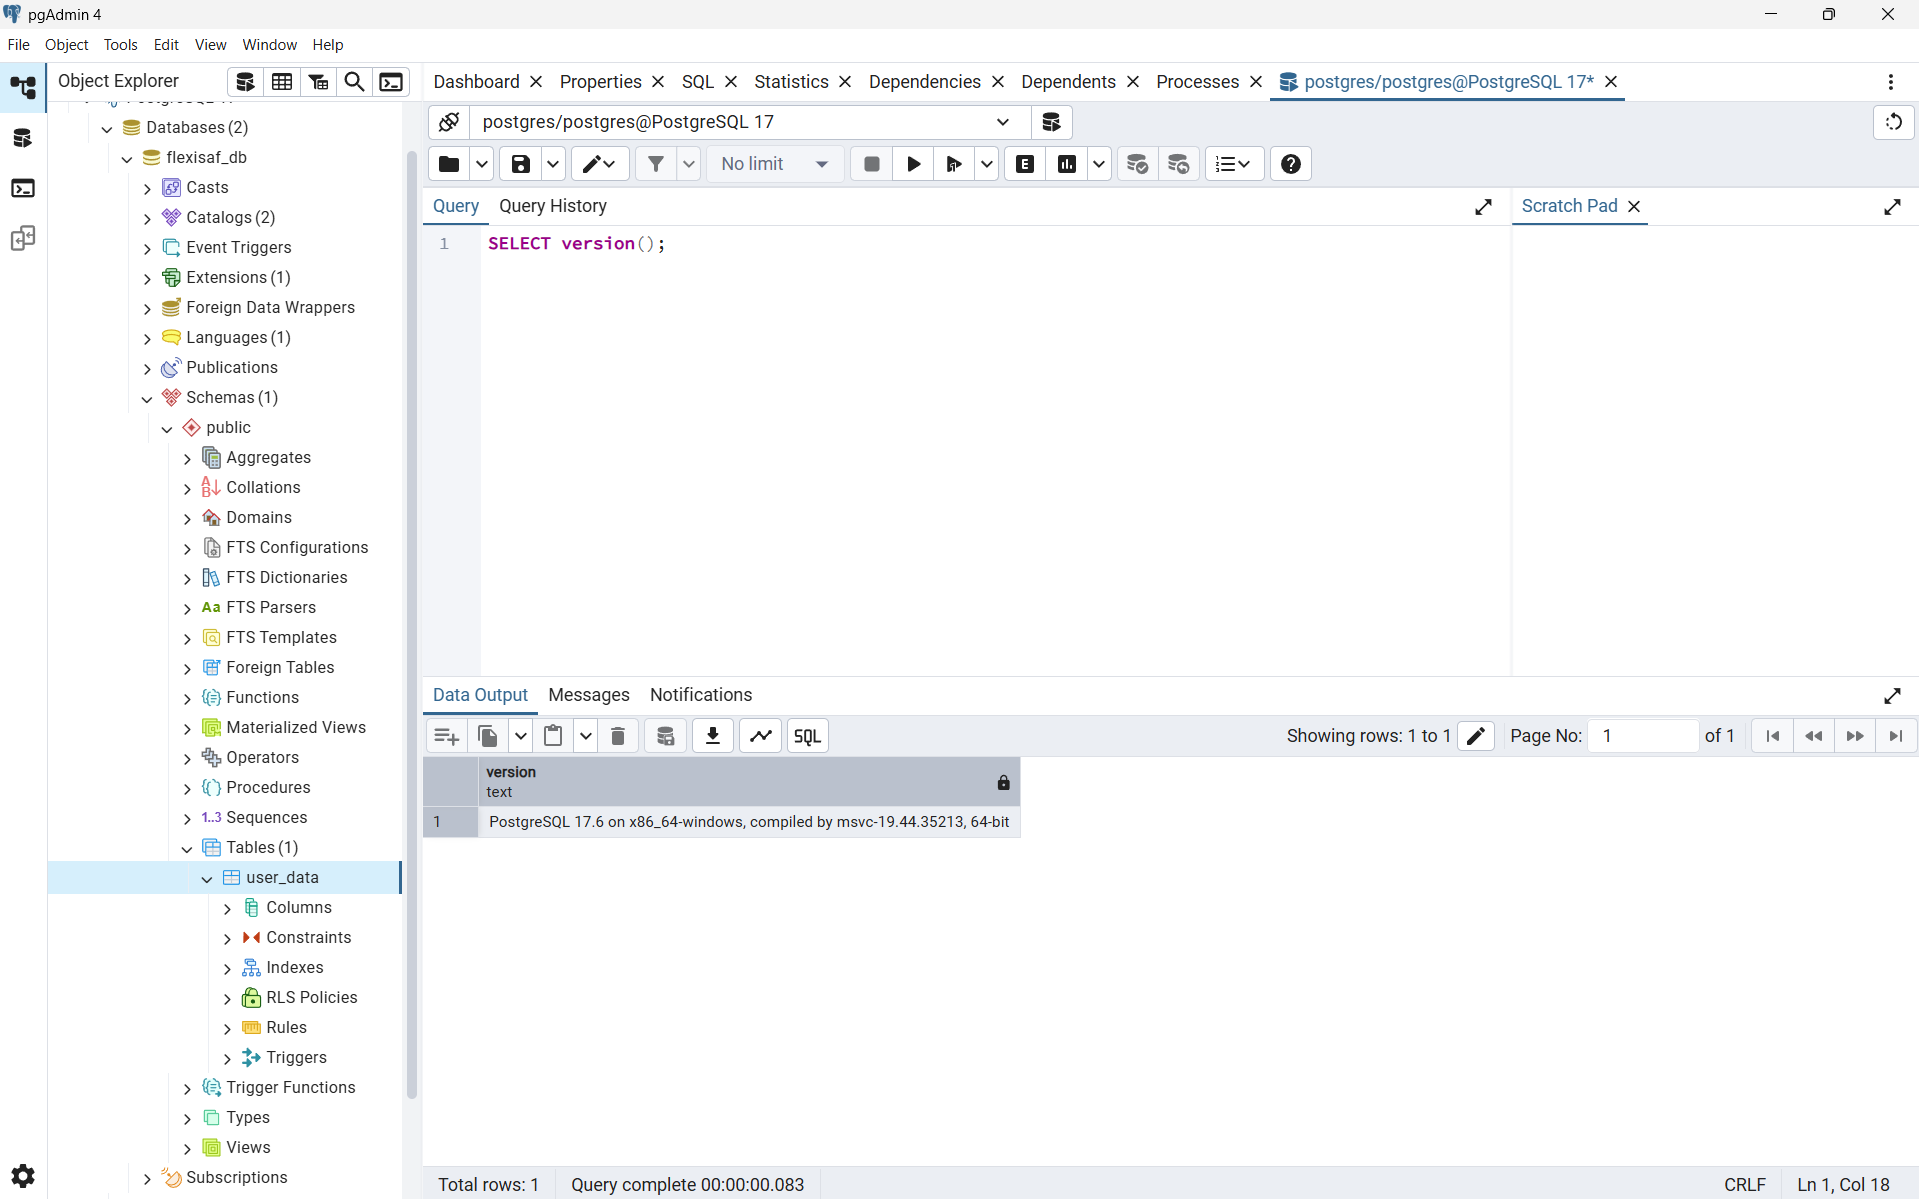 pgAdmin 4
File Object Tools Edit View Window Help
Object Explorer
Dashboard Properties SQL Statistics Dependencies Dependents Processes postgres/postgres@PostgreSQL 17*
Databases (2)
flexisaf_db
Casts
Catalogs (2)
Event Triggers
Extensions (1)
Foreign Data Wrappers
Languages (1)
Publications
Schemas (1)
public
Aggregates
Collations
Domains
FTS Configurations
FTS Dictionaries
Aa FTS Parsers
FTS Templates
Foreign Tables
Functions
Materialized Views
Operators
Procedures
1..3 Sequences
Tables (1)
user_data
Columns
Constraints
Indexes
RLS Policies
Rules
Triggers
Trigger Functions
Types
Views
Subscriptions
postgres/postgres@PostgreSQL 17
No limit
E
Query Query History
Scratch Pad
1 SELECT version();
Data Output Messages Notifications
SQL
Showing rows: 1 to 1 Page No: 1 of 1
version
text
1 PostgreSQL 17.6 on x86_64-windows, compiled by msvc-19.44.35213, 64-bit
Total rows: 1 Query complete 00:00:00.083 CRLF Ln 1, Col 18